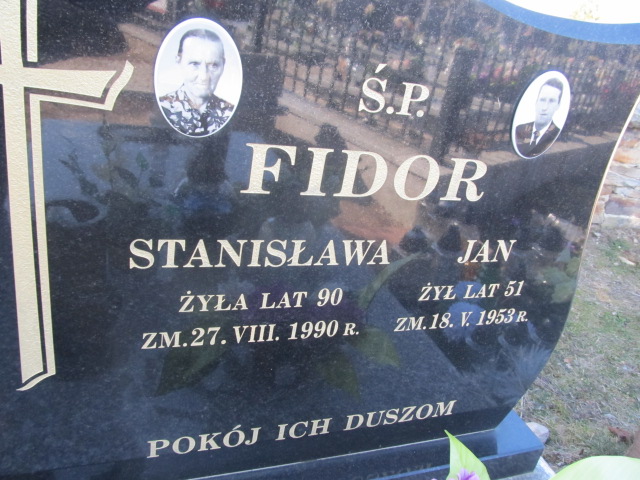 Ś.P.
FIDOR
STANISŁAWA
ŻYŁA LAT 90
ZM. 27. VIII. 1990 R.
JAN
ŻYŁ LAT 51
ZM. 18. V. 1953 R.
POKÓJ ICH DUSZOM